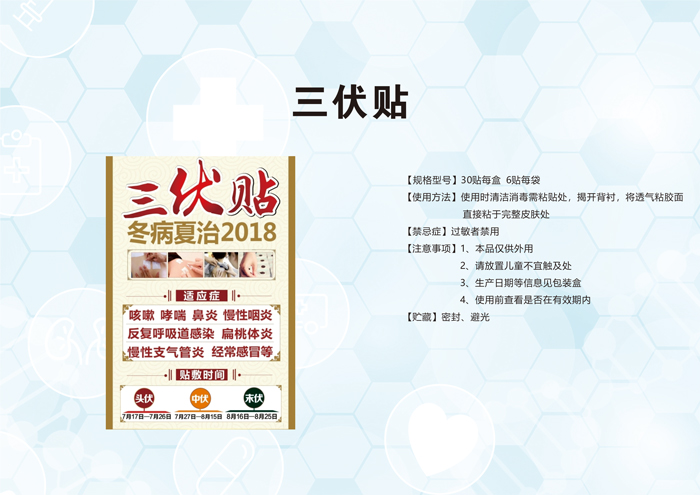 三伏贴
三伏贴
冬病夏治2018
适应症
咳嗽 哮喘 鼻炎 慢性咽炎
反复呼吸道感染 扁桃体炎
慢性支气管炎 经常感冒等
贴敷时间
头伏 中伏 末伏
7月17日—7月26日 7月27日—8月15日 8月16日—8月25日
【规格型号】30贴每盒 6贴每袋
【使用方法】使用时清洁消毒需粘贴处，揭开背衬，将透气粘胶面
直接粘于完整皮肤处
【禁忌症】过敏者禁用
【注意事项】1、本品仅供外用
2、请放置儿童不宜触及处
3、生产日期等信息见包装盒
4、使用前查看是否在有效期内
【贮藏】密封、避光